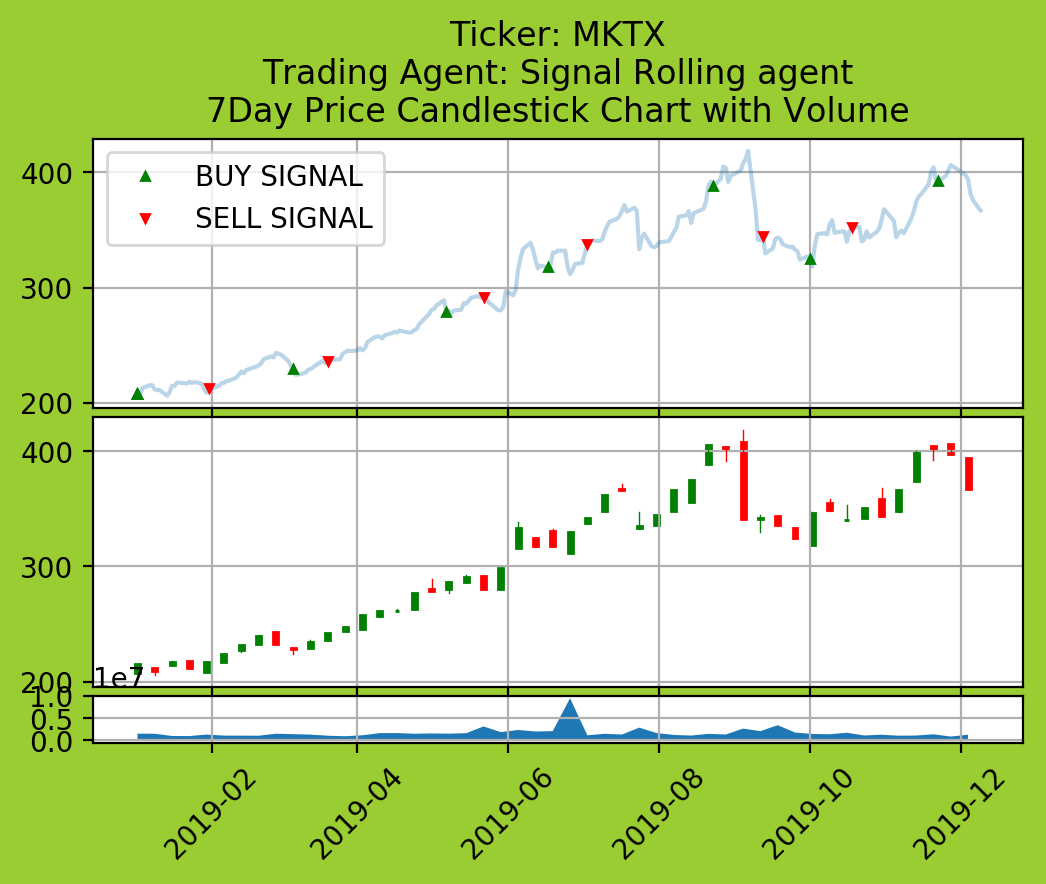 Ticker: MKTX
Trading Agent: Signal Rolling agent
7Day Price Candlestick Chart with Volume
BUY SIGNAL
SELL SIGNAL
400
300
200
400
300
200
1e7
1.0
0.5
0.0
2019-02
2019-04
2019-06
2019-08
2019-10
2019-12